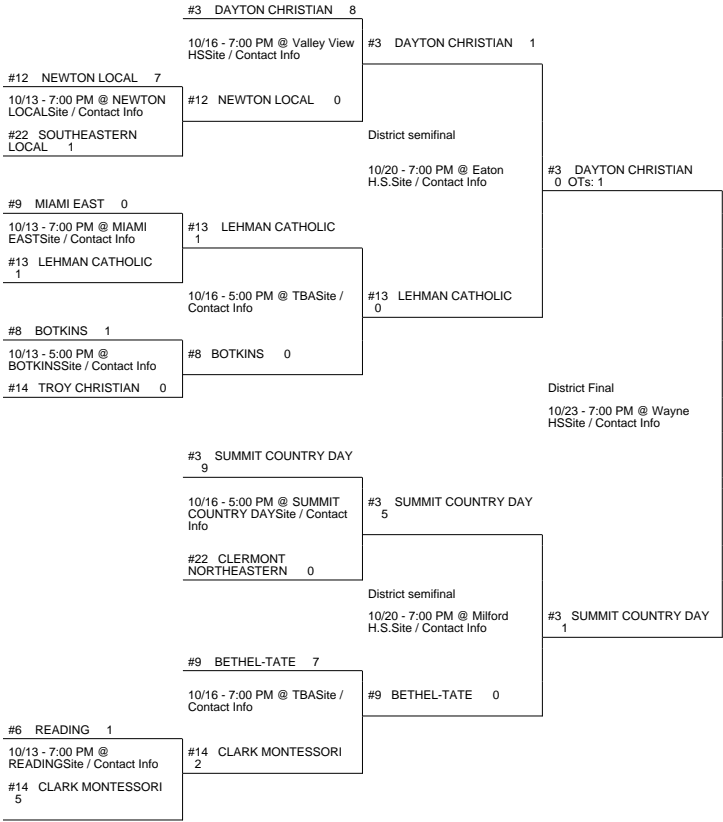 #3 DAYTON CHRISTIAN 8
10/16 - 7:00 PM @ Valley View
HSSite / Contact Info
#3 DAYTON CHRISTIAN 1
#12 NEWTON LOCAL 7
10/13 - 7:00 PM @ NEWTON
LOCALSite / Contact Info
#12 NEWTON LOCAL 0
#22 SOUTHEASTERN
LOCAL 1
District semifinal
10/20 - 7:00 PM @ Eaton
H.S.Site / Contact Info
#3 DAYTON CHRISTIAN
0 OTs: 1
#9 MIAMI EAST 0
10/13 - 7:00 PM @ MIAMI
EASTSite / Contact Info
#13 LEHMAN CATHOLIC
1
#13 LEHMAN CATHOLIC
1
10/16 - 5:00 PM @ TBASite /
Contact Info
#13 LEHMAN CATHOLIC
0
#8 BOTKINS 1
10/13 - 5:00 PM @
BOTKINSSite / Contact Info
#8 BOTKINS 0
#14 TROY CHRISTIAN 0
District Final
10/23 - 7:00 PM @ Wayne
HSSite / Contact Info
#3 SUMMIT COUNTRY DAY
9
10/16 - 5:00 PM @ SUMMIT
COUNTRY DAYSite / Contact
Info
#3 SUMMIT COUNTRY DAY
5
#22 CLERMONT
NORTHEASTERN 0
District semifinal
10/20 - 7:00 PM @ Milford
H.S.Site / Contact Info
#3 SUMMIT COUNTRY DAY
1
#9 BETHEL-TATE 7
10/16 - 7:00 PM @ TBASite /
Contact Info
#9 BETHEL-TATE 0
#6 READING 1
10/13 - 7:00 PM @
READINGSite / Contact Info
#14 CLARK MONTESSORI
2
#14 CLARK MONTESSORI
5